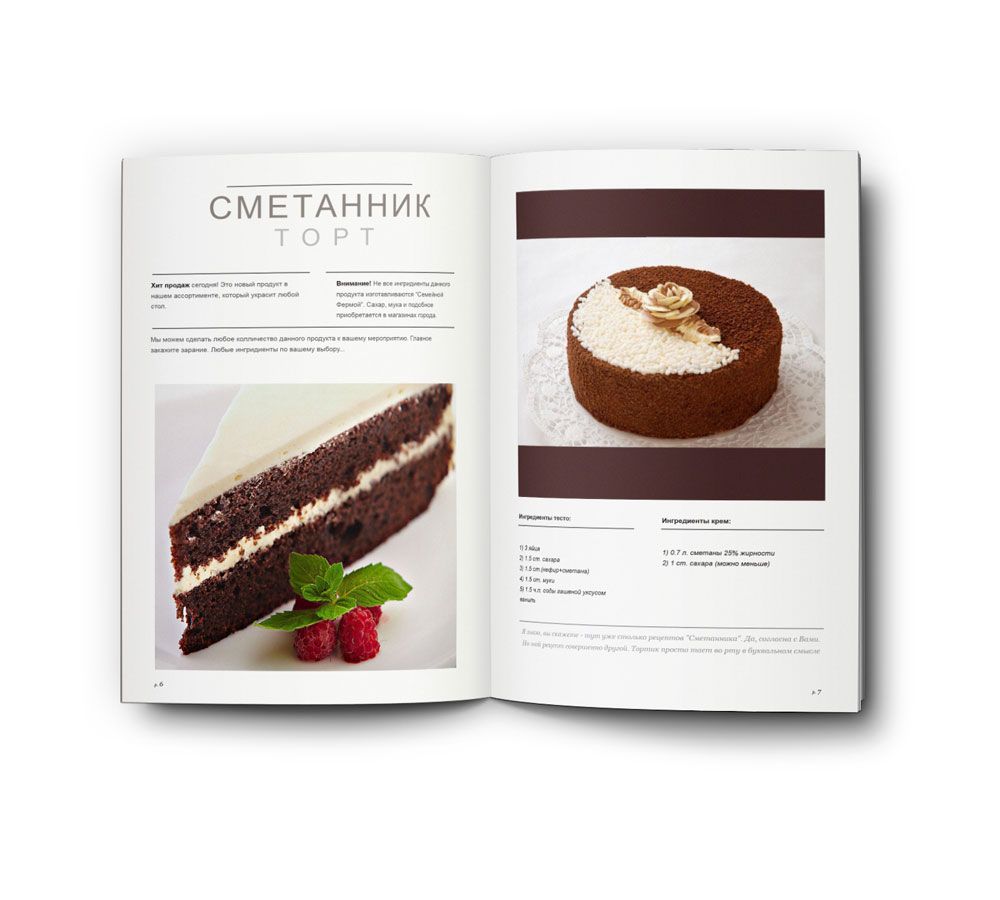 СМЕТАННИК
ТОРТ
Хит продаж сегодня! Это новый продукт в
нашем ассортименте, который украсит любой
стол.
Внимание! Не все ингридиенты данного
продукта изготавливаются "Семейной
Фермой". Сахар, мука и подобное
приобретается в магазинах города.
Мы можем сделать любое колличество данного продукта к вашему мероприятию. Главное
закажите зарание. Любые ингридиенты по вашему выбору...
p. 6
Ингредиенты тесто:
1) 3 яйца
2) 1.5 ст. сахара
3) 1.5 ст.(кефир+сметана)
4) 1.5 ст. муки
5) 1.5 ч.л. соды гашеной уксусом
ваниль
Ингредиенты крем:
1) 0.7 л. сметаны 25% жирности
2) 1 ст. сахара (можно меньше)
Я знаю, вы скажете - тут уже столько рецептов "Сметанника". Да, согласна с Вами.
Но мой рецепт совершенно другой. Тортик просто тает во рту в буквальном смысле
p. 7